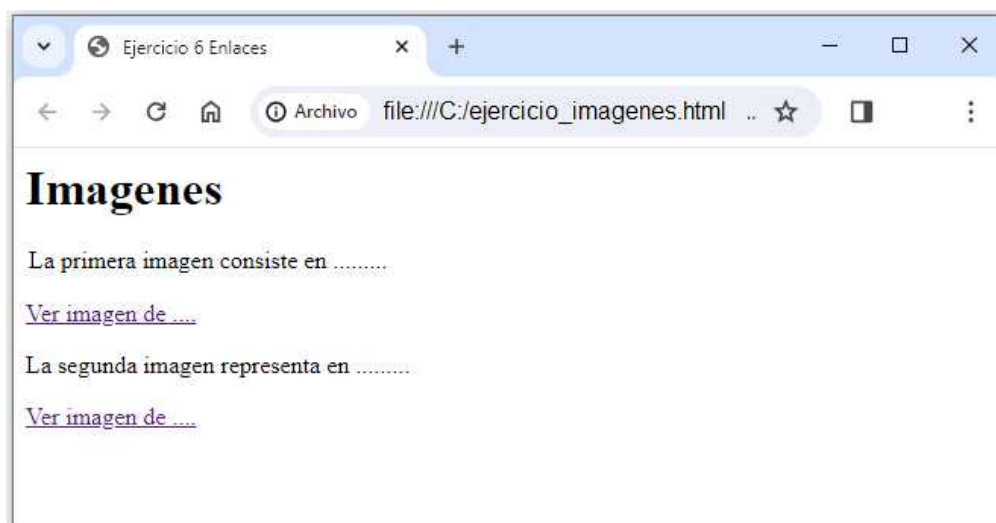 Ejercicio 6 Enlaces
Archivo file:///C:/ejercicio_imagenes.html ..
Imagenes
La primera imagen consiste en .........
Ver imagen de ....
La segunda imagen representa en .........
Ver imagen de ....